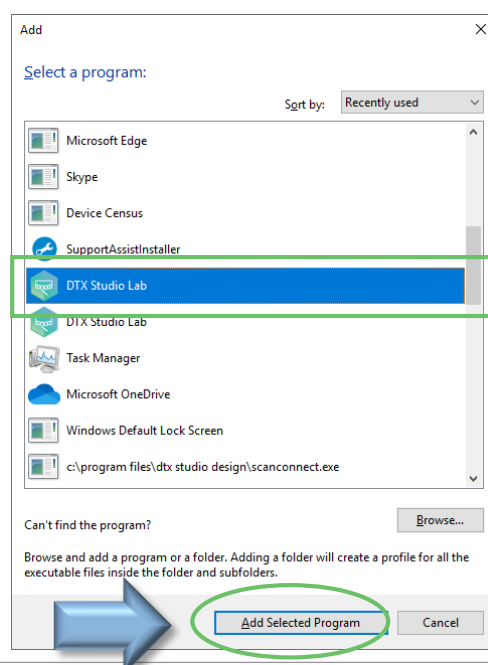 Add
Select a program:
Sort by: Recently used
Microsoft Edge
Skype
Device Census
SupportAssistInstaller
DTX Studio Lab
DTX Studio Lab
Task Manager
Microsoft OneDrive
Windows Default Lock Screen
c:\program files\dtx studio design\scanconnect.exe
Can't find the program? Browse...
Browse and add a program or a folder. Adding a folder will create a profile for all the
executable files inside the folder and subfolders.
Add Selected Program Cancel